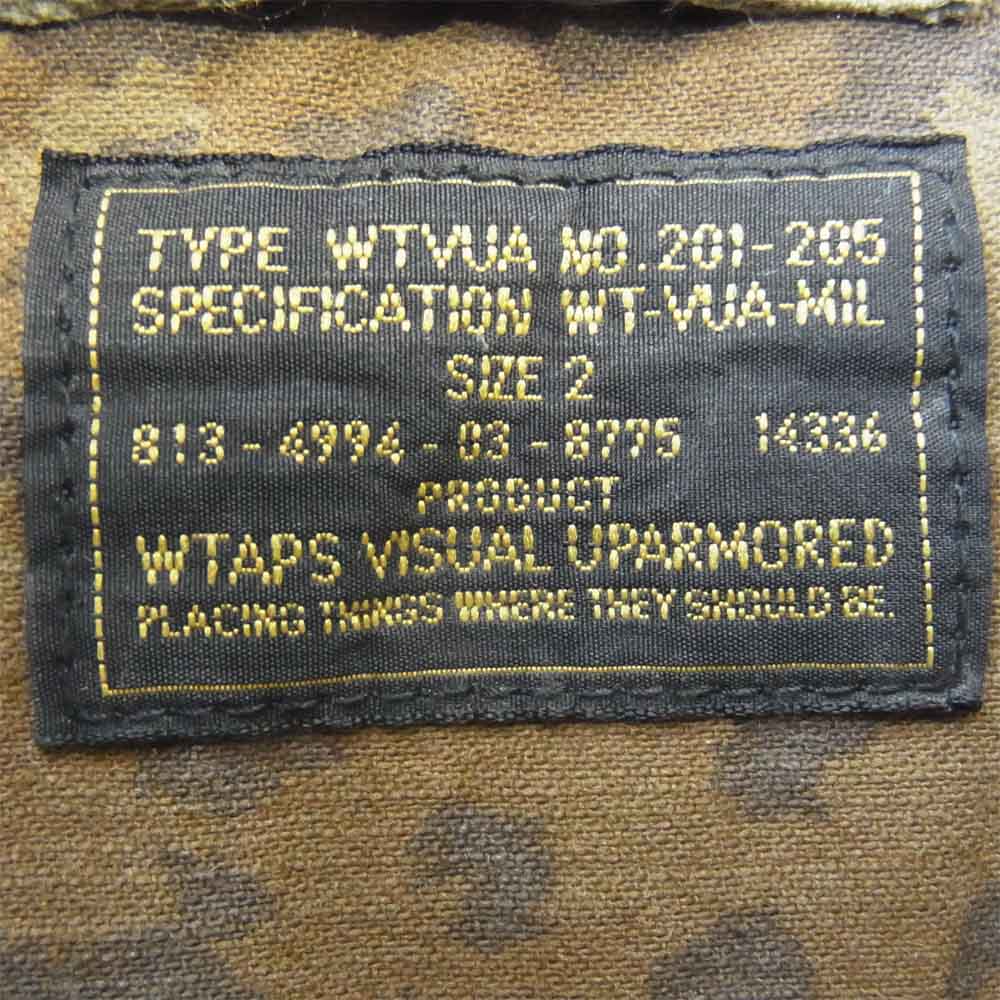 TYPE WTVUA NO.201-205
SPECIFICATION WT-VUA-MIL
SIZE 2
813-4994-03-8775 14336
PRODUCT
WTAPS VISUAL UPARMORED
PLACING THINGS WHERE THEY SHOULD BE.